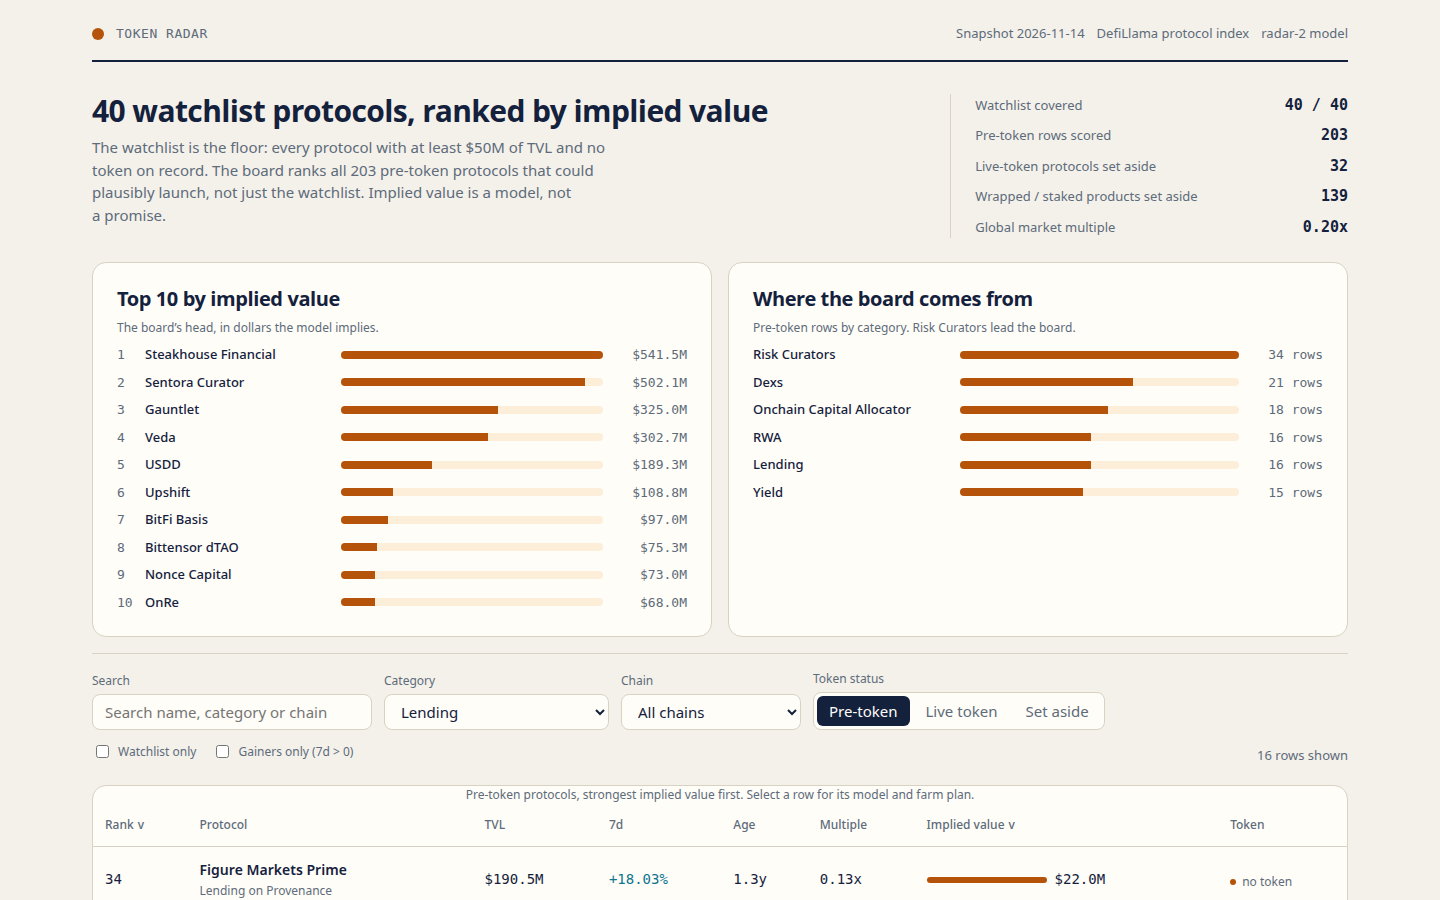 TOKEN RADAR
Snapshot 2026-11-14 DefiLlama protocol index radar-2 model
40 watchlist protocols, ranked by implied value
The watchlist is the floor: every protocol with at least $50M of TVL and no
token on record. The board ranks all 203 pre-token protocols that could
plausibly launch, not just the watchlist. Implied value is a model, not
a promise.
Watchlist covered 40 / 40
Pre-token rows scored 203
Live-token protocols set aside 32
Wrapped / staked products set aside 139
Global market multiple 0.20x
Top 10 by implied value
The board's head, in dollars the model implies.
1 Steakhouse Financial $541.5M
2 Sentora Curator $502.1M
3 Gauntlet $325.0M
4 Veda $302.7M
5 USDD $189.3M
6 Upshift $108.8M
7 BitFi Basis $97.0M
8 Bittensor dTAO $75.3M
9 Nonce Capital $73.0M
10 OnRe $68.0M
Where the board comes from
Pre-token rows by category. Risk Curators lead the board.
Risk Curators 34 rows
Dexs 21 rows
Onchain Capital Allocator 18 rows
RWA 16 rows
Lending 16 rows
Yield 15 rows
Search Category Chain Token status
Search name, category or chain Lending All chains Pre-token Live token Set aside
Watchlist only Gainers only (7d > 0) 16 rows shown
Pre-token protocols, strongest implied value first. Select a row for its model and farm plan.
Rank v Protocol TVL 7d Age Multiple Implied value v Token
34 Figure Markets Prime $190.5M +18.03% 1.3y 0.13x $22.0M no token
Lending on Provenance